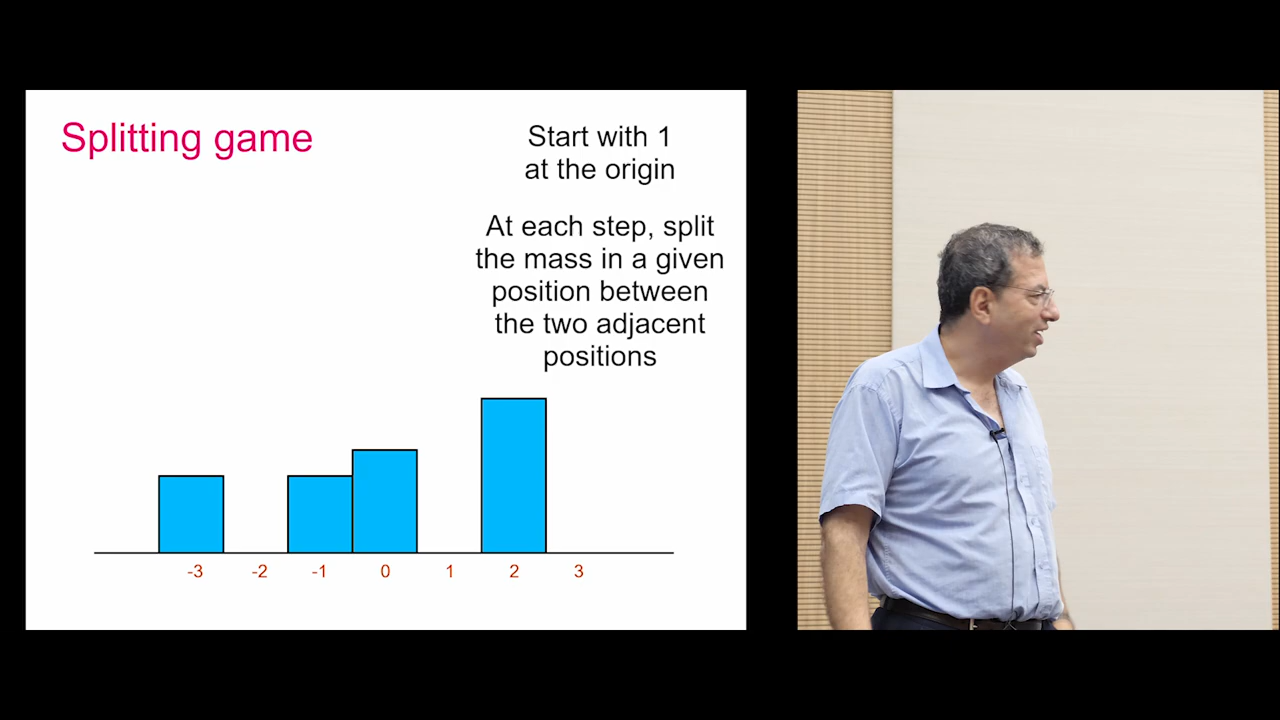 Splitting game
Start with 1
at the origin
At each step, split
the mass in a given
position between
the two adjacent
positions
-3 -2 -1 0 1 2 3